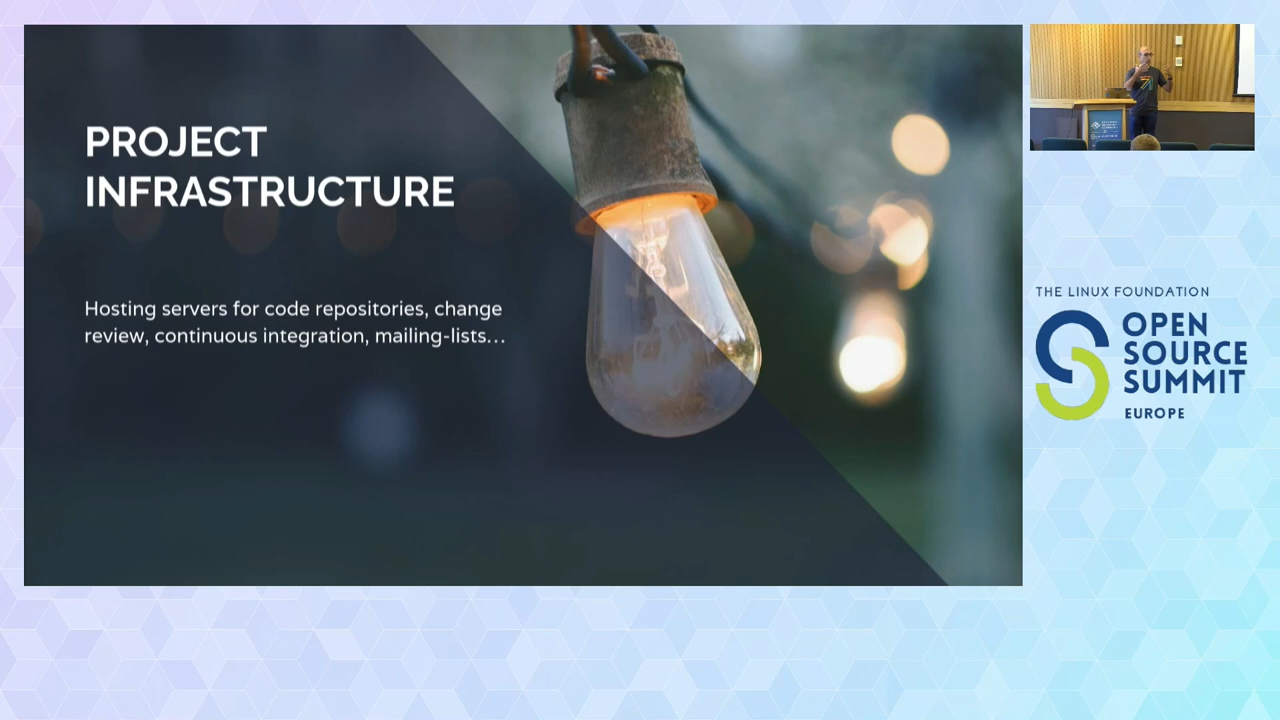 PROJECT
INFRASTRUCTURE
Hosting servers for code repositories, change
review, continuous integration, mailing-lists...
THE LINUX FOUNDATION
OPEN
SOURCE
SUMMIT
EUROPE